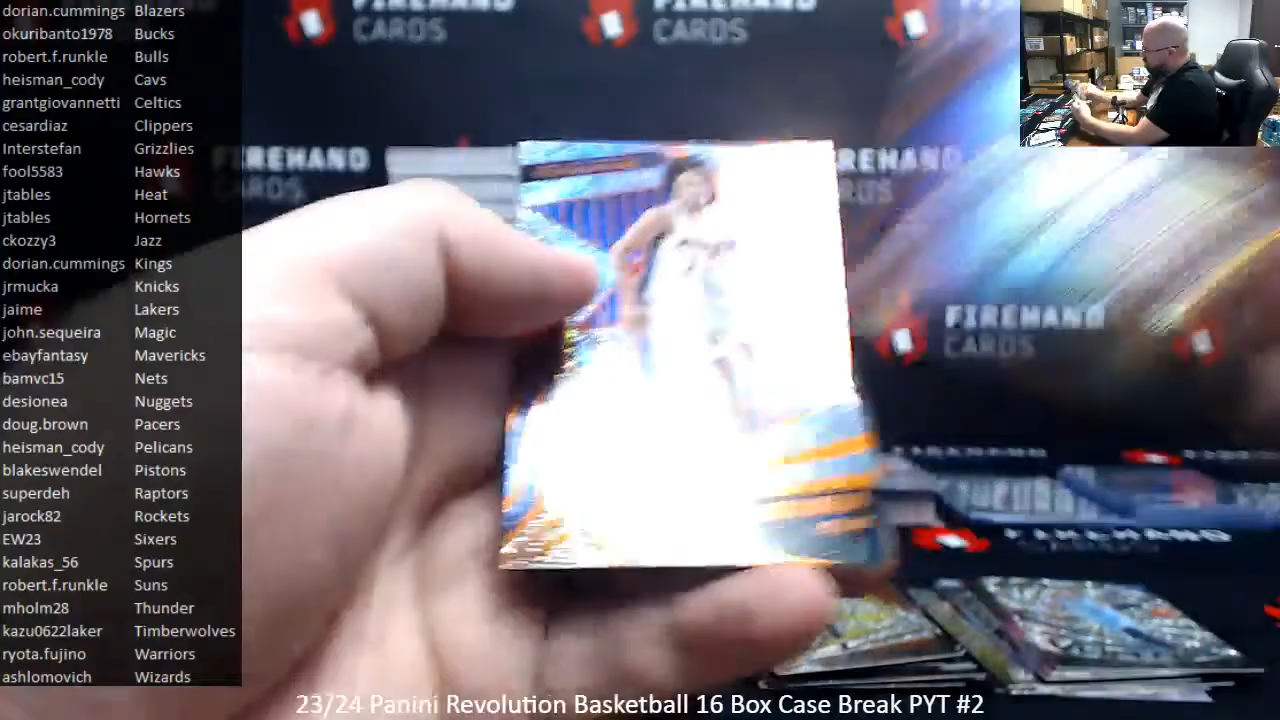 dorian.cummings Blazers
okuribanto1978 Bucks
robert.f.runkle Bulls
heisman_cody Cavs
grantgiovannetti Celtics
cesardiaz Clippers
Interstefan Grizzlies
fool5583 Hawks
jtables Heat
jtables Hornets
ckozzy3 Jazz
dorian.cummings Kings
jrmucka Knicks
jaime Lakers
john.sequeira Magic
ebayfantasy Mavericks
bamvc15 Nets
desionea Nuggets
doug.brown Pacers
heisman_cody Pelicans
blakeswendel Pistons
superdeh Raptors
jarock82 Rockets
EW23 Sixers
kalakas_56 Spurs
robert.f.runkle Suns
mholm28 Thunder
kazu0622laker Timberwolves
ryota.fujino Warriors
ashlomovich Wizards
FIREHAND
CARDS
CARDS
FIREHAND
CARDS
FIREHAND
CARDS
FIREHAND
23/24 Panini Revolution Basketball 16 Box Case Break PYT #2